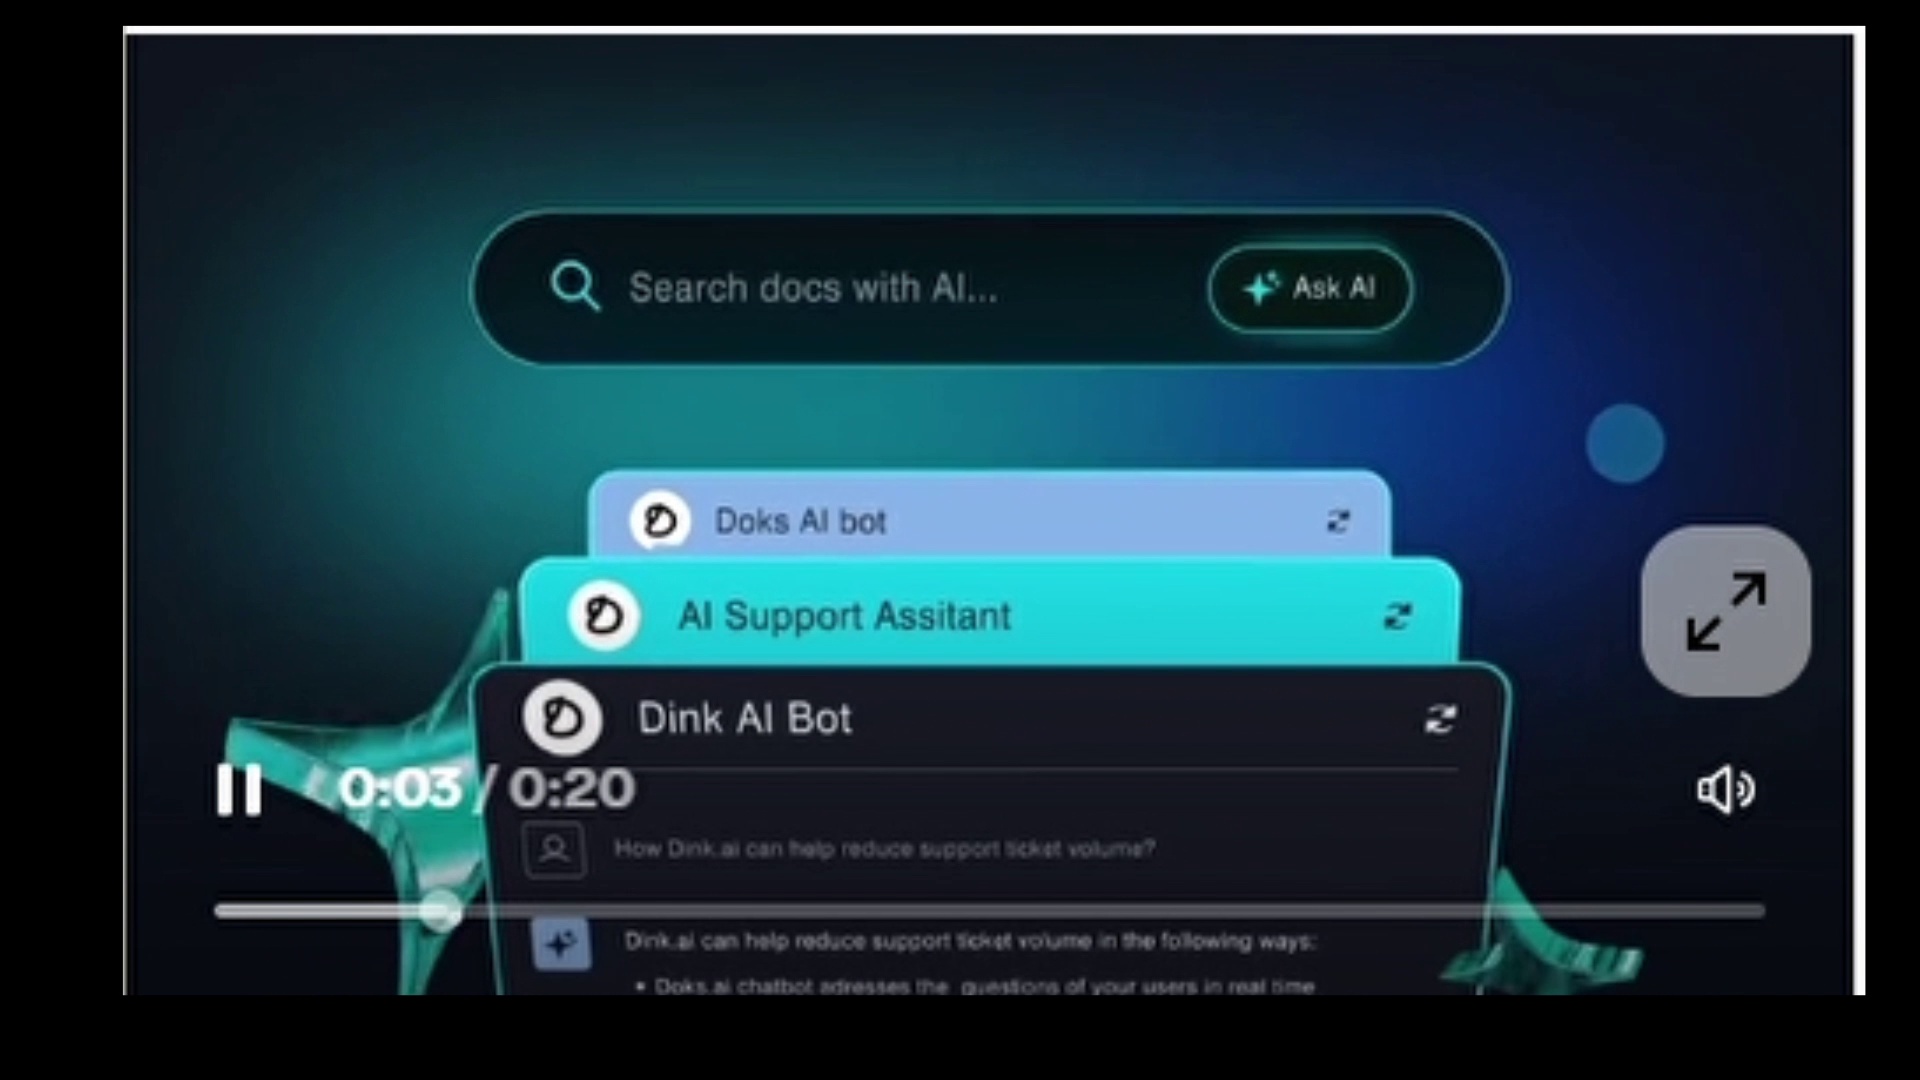 Search docs with AI...
Ask AI
Doks AI bot
AI Support Assitant
Dink AI Bot
0:03 / 0:20
How Dink.ai can help reduce support ticket volume?
Dink.ai can help reduce support ticket volume in the following ways:
• Doks.ai chatbot adresses the questions of your users in real time